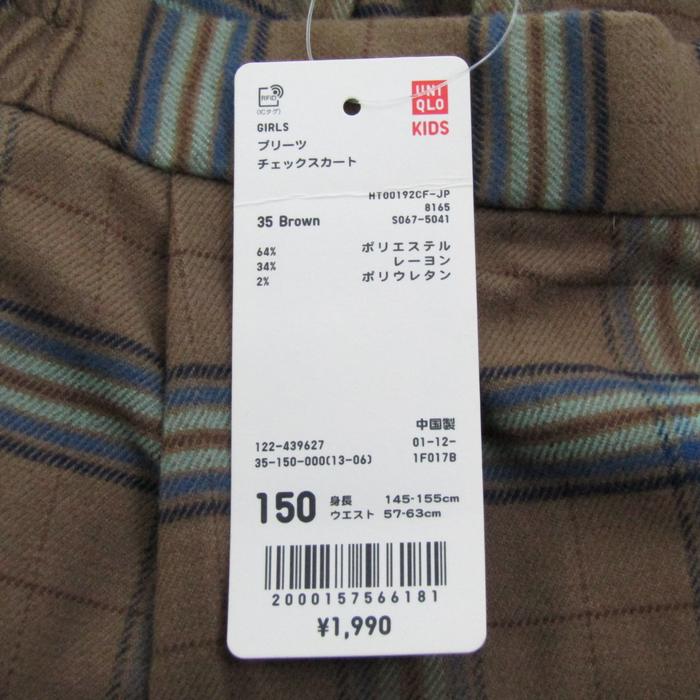 RFID
(ICタグ)
UNI
QLO
KIDS
GIRLS
プリーツ
チェックスカート
HT00192CF-JP
8165
35 Brown
S067-5041
64% ポリエステル
34% レーヨン
2% ポリウレタン
中国製
122-439627 01-12-
35-150-000(13-06) 1F017B
150 身長 145-155cm
ウエスト 57-63cm
2000157566181
¥1,990